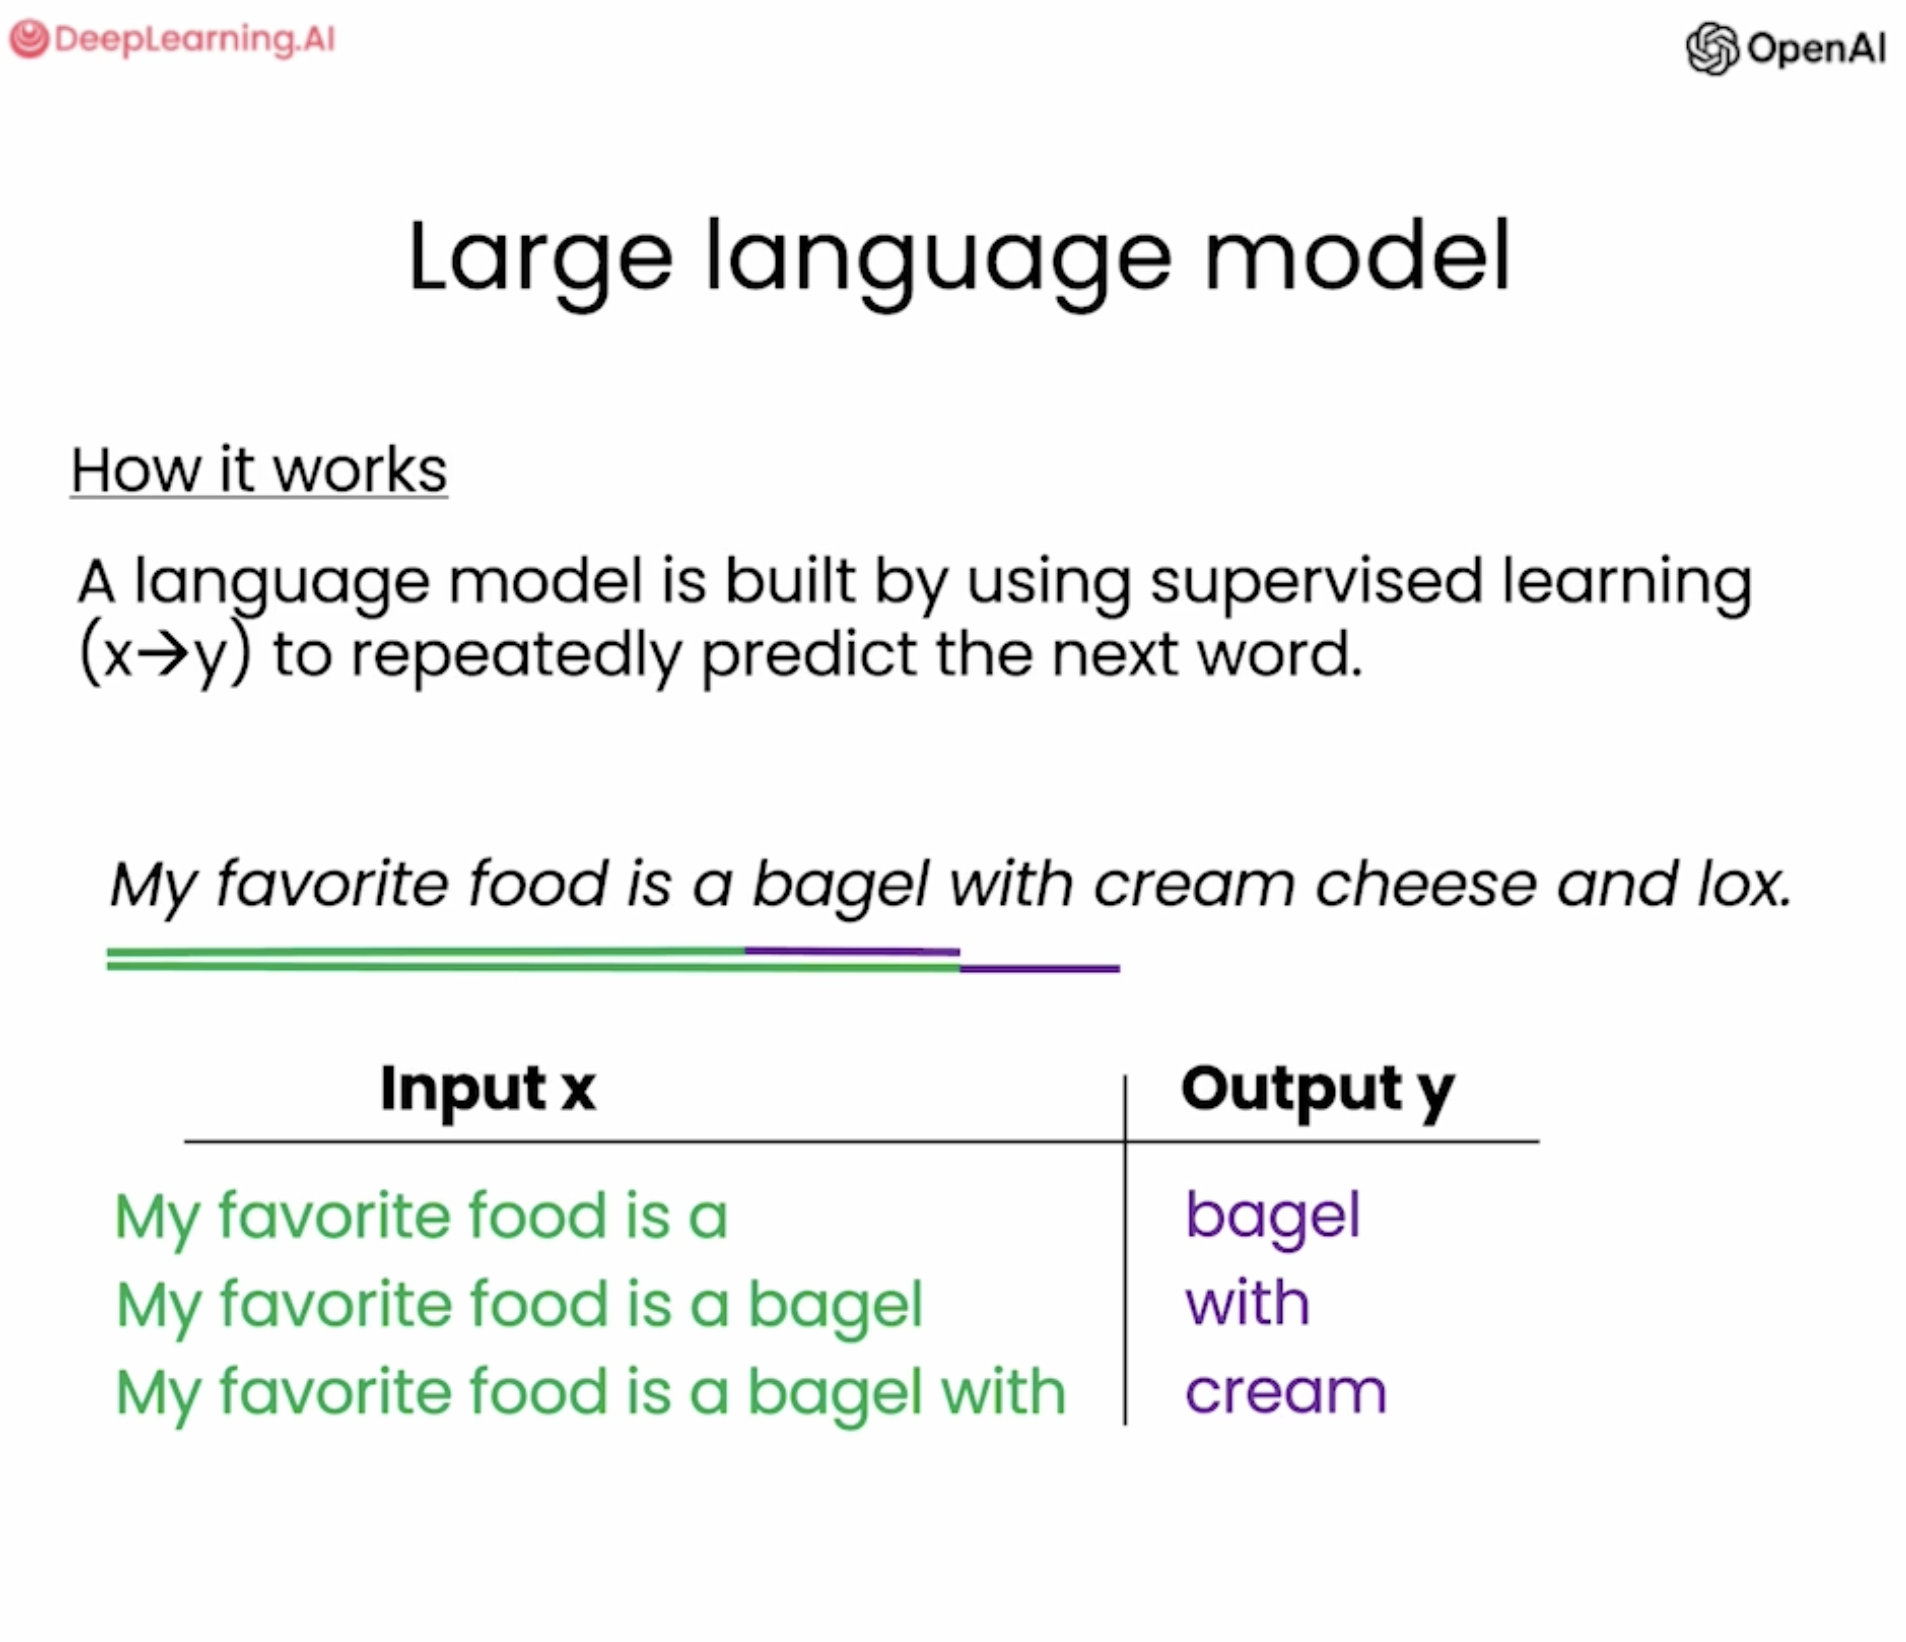 DeepLearning.AI
OpenAI
Large language model
How it works
A language model is built by using supervised learning
(x→y) to repeatedly predict the next word.
My favorite food is a bagel with cream cheese and lox.
Input x Output y
My favorite food is a bagel
My favorite food is a bagel with
My favorite food is a bagel with cream